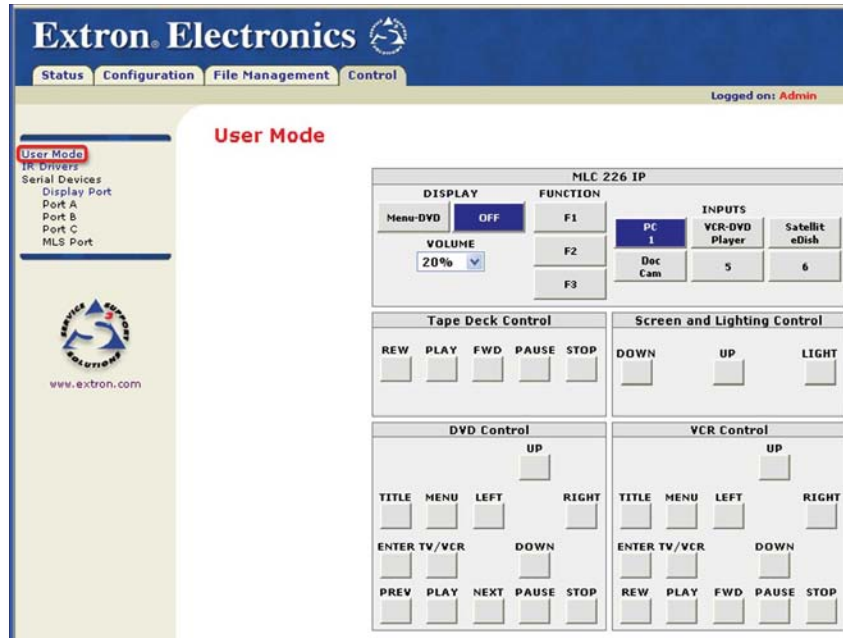 Extron® Electronics
Status Configuration File Management Control
Logged on: Admin
User Mode
IR Drivers
Serial Devices
Display Port
Port A
Port B
Port C
MLS Port
SERVICE SUPPORT SOLUTIONS
S3
www.extron.com
User Mode
MLC 226 IP
DISPLAY FUNCTION
Menu-DVD OFF F1
VOLUME
20% F2
F3
INPUTS
PC 1 VCR-DVD Player Satellit eDish
Doc Cam 5 6
Tape Deck Control
REW PLAY FWD PAUSE STOP
Screen and Lighting Control
DOWN UP LIGHT
DVD Control
UP
TITLE MENU LEFT RIGHT
ENTER TV/VCR DOWN
PREV PLAY NEXT PAUSE STOP
VCR Control
UP
TITLE MENU LEFT RIGHT
ENTER TV/VCR DOWN
REW PLAY FWD PAUSE STOP